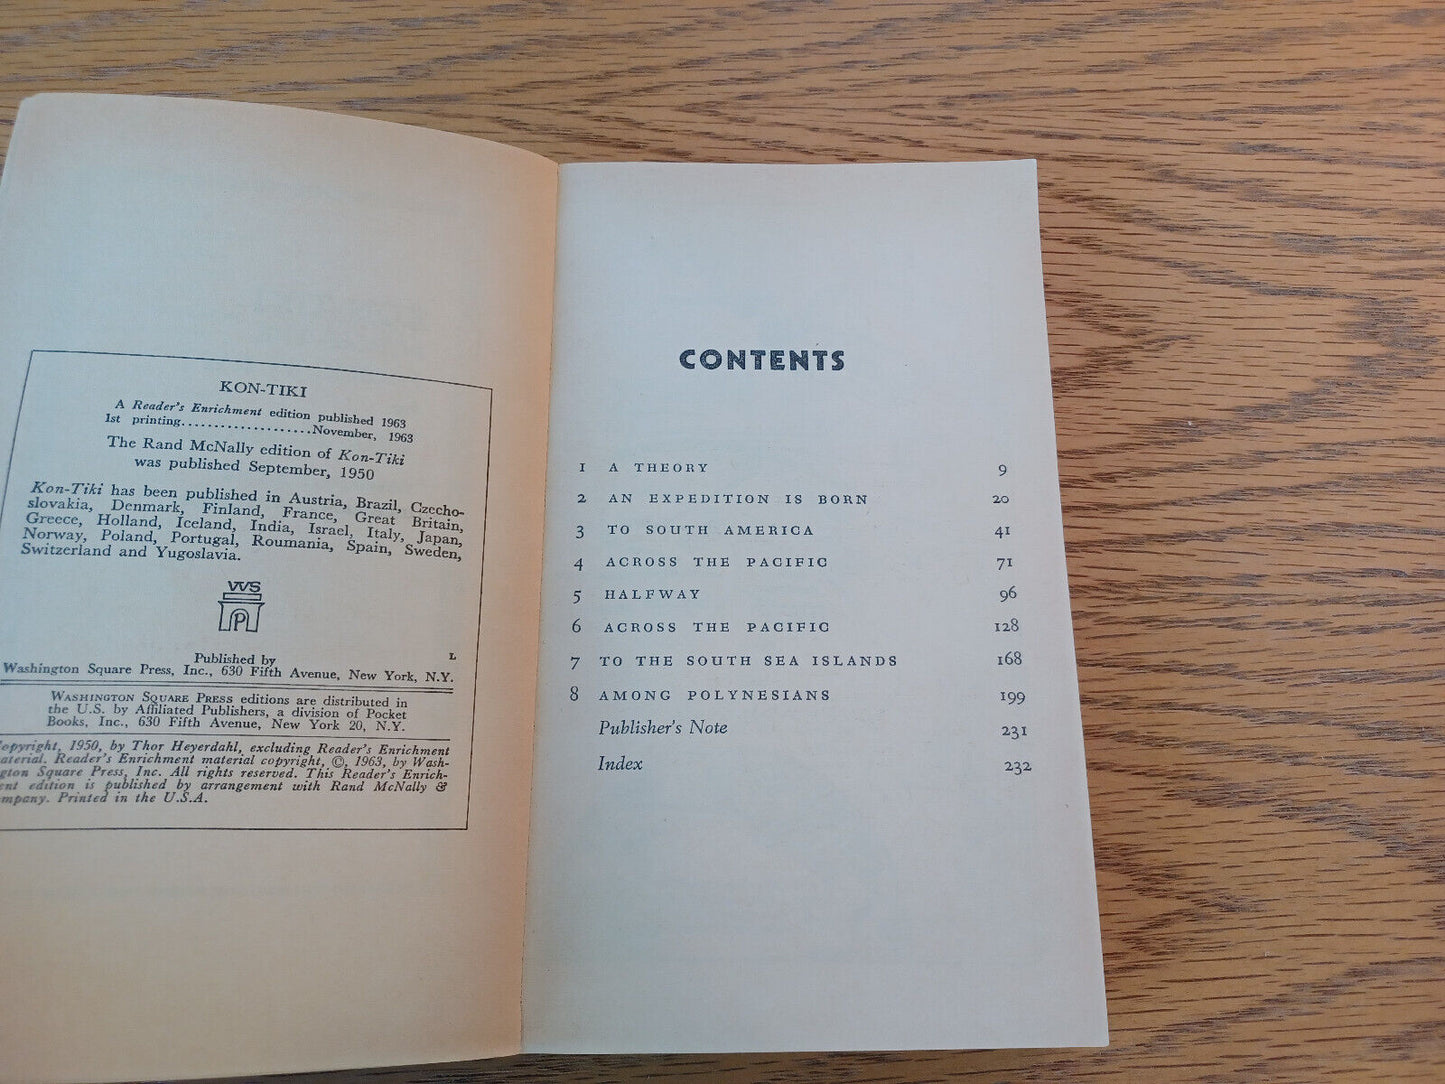 KON-TIKI
A Reader's Enrichment edition published 1963
1st printing...................November, 1963
The Rand McNally edition of Kon-Tiki
was published September, 1950
Kon-Tiki has been published in Austria, Brazil, Czecho-
slovakia, Denmark, Finland, France, Great Britain,
Greece, Holland, Iceland, India, Israel, Italy, Japan,
Norway, Poland, Portugal, Roumania, Spain, Sweden,
Switzerland and Yugoslavia.
WS
P
L
Published by
Washington Square Press, Inc., 630 Fifth Avenue, New York, N.Y.
WASHINGTON SQUARE PRESS editions are distributed in
the U.S. by Affiliated Publishers, a division of Pocket
Books, Inc., 630 Fifth Avenue, New York 20, N.Y.
opyright, 1950, by Thor Heyerdahl, excluding Reader's Enrichment
aterial. Reader's Enrichment material copyright, ©, 1963, by Wash-
gton Square Press, Inc. All rights reserved. This Reader's Enrich-
ent edition is published by arrangement with Rand McNally &
ompany. Printed in the U.S.A.
CONTENTS
1 A THEORY 9
2 AN EXPEDITION IS BORN 20
3 TO SOUTH AMERICA 41
4 ACROSS THE PACIFIC 71
5 HALFWAY 96
6 ACROSS THE PACIFIC 128
7 TO THE SOUTH SEA ISLANDS 168
8 AMONG POLYNESIANS 199
Publisher's Note 231
Index 232